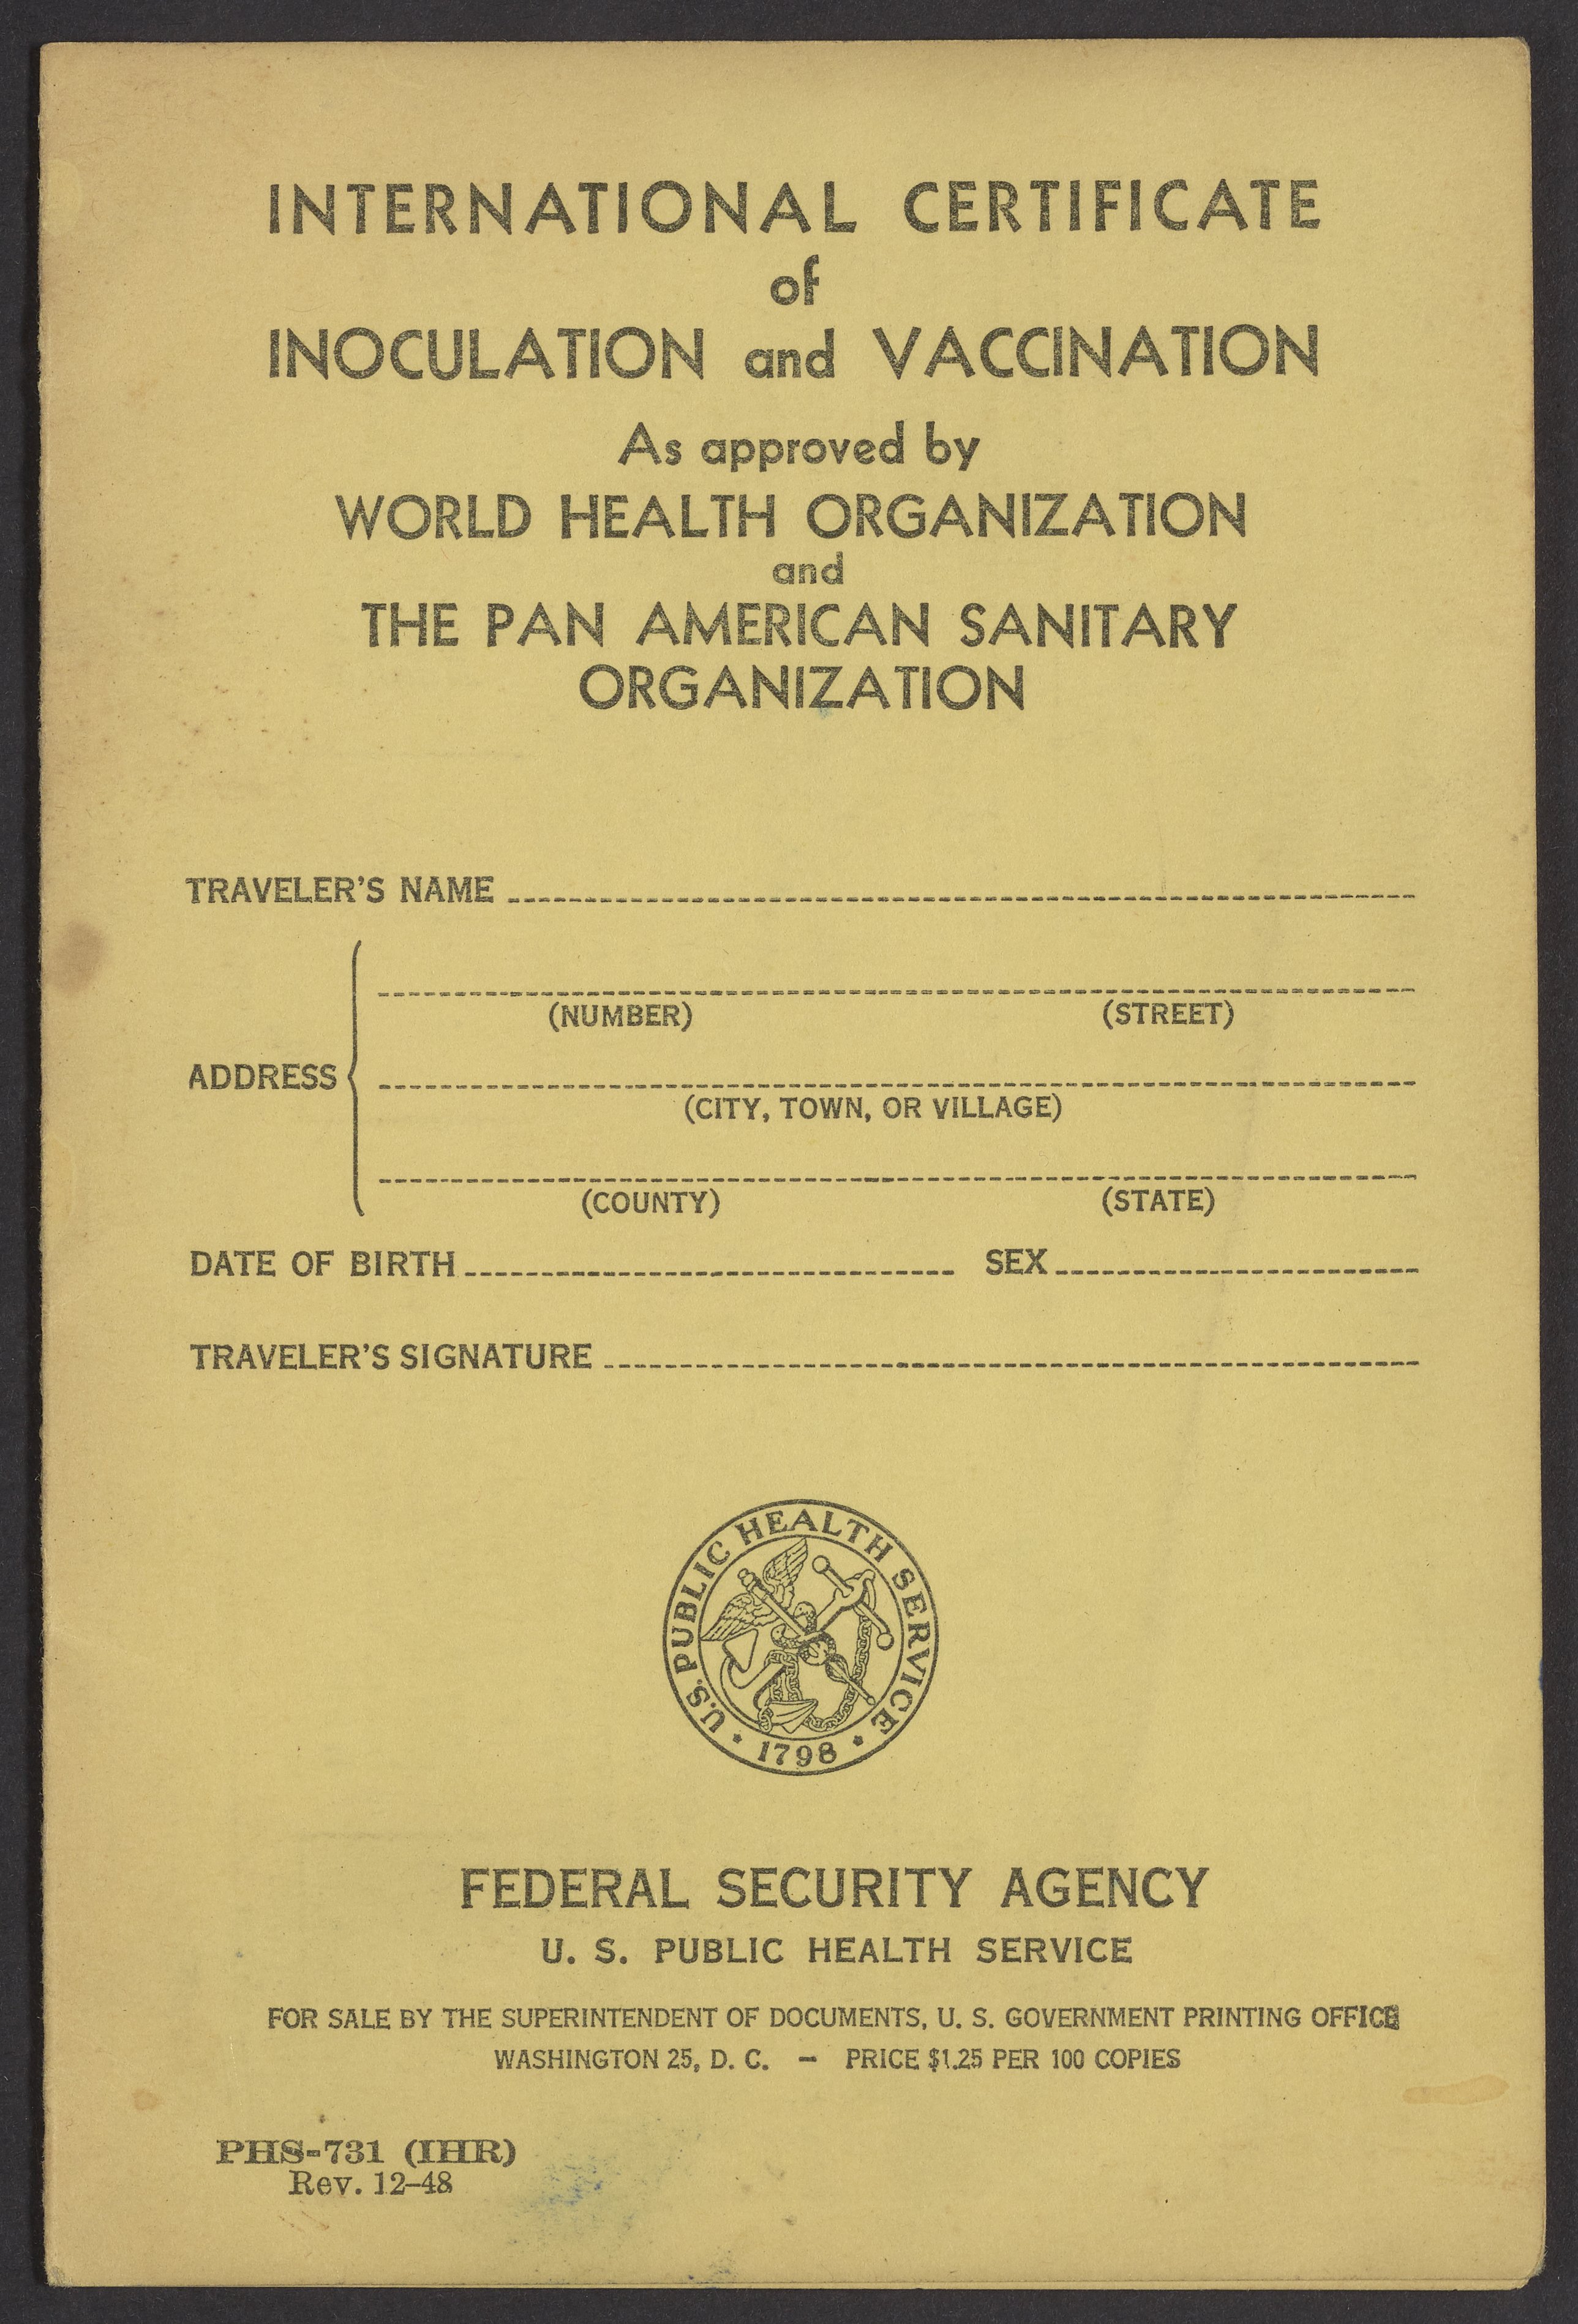 INTERNATIONAL CERTIFICATE
of
INOCULATION and VACCINATION
As approved by
WORLD HEALTH ORGANIZATION
and
THE PAN AMERICAN SANITARY
ORGANIZATION
TRAVELER'S NAME
(NUMBER) (STREET)
ADDRESS
(CITY, TOWN, OR VILLAGE)
(COUNTY) (STATE)
DATE OF BIRTH SEX
TRAVELER'S SIGNATURE
U.S. PUBLIC HEALTH SERVICE
1798
FEDERAL SECURITY AGENCY
U. S. PUBLIC HEALTH SERVICE
FOR SALE BY THE SUPERINTENDENT OF DOCUMENTS, U. S. GOVERNMENT PRINTING OFFICE
WASHINGTON 25, D. C. – PRICE $1.25 PER 100 COPIES
PHS-731 (IHR)
Rev. 12-48